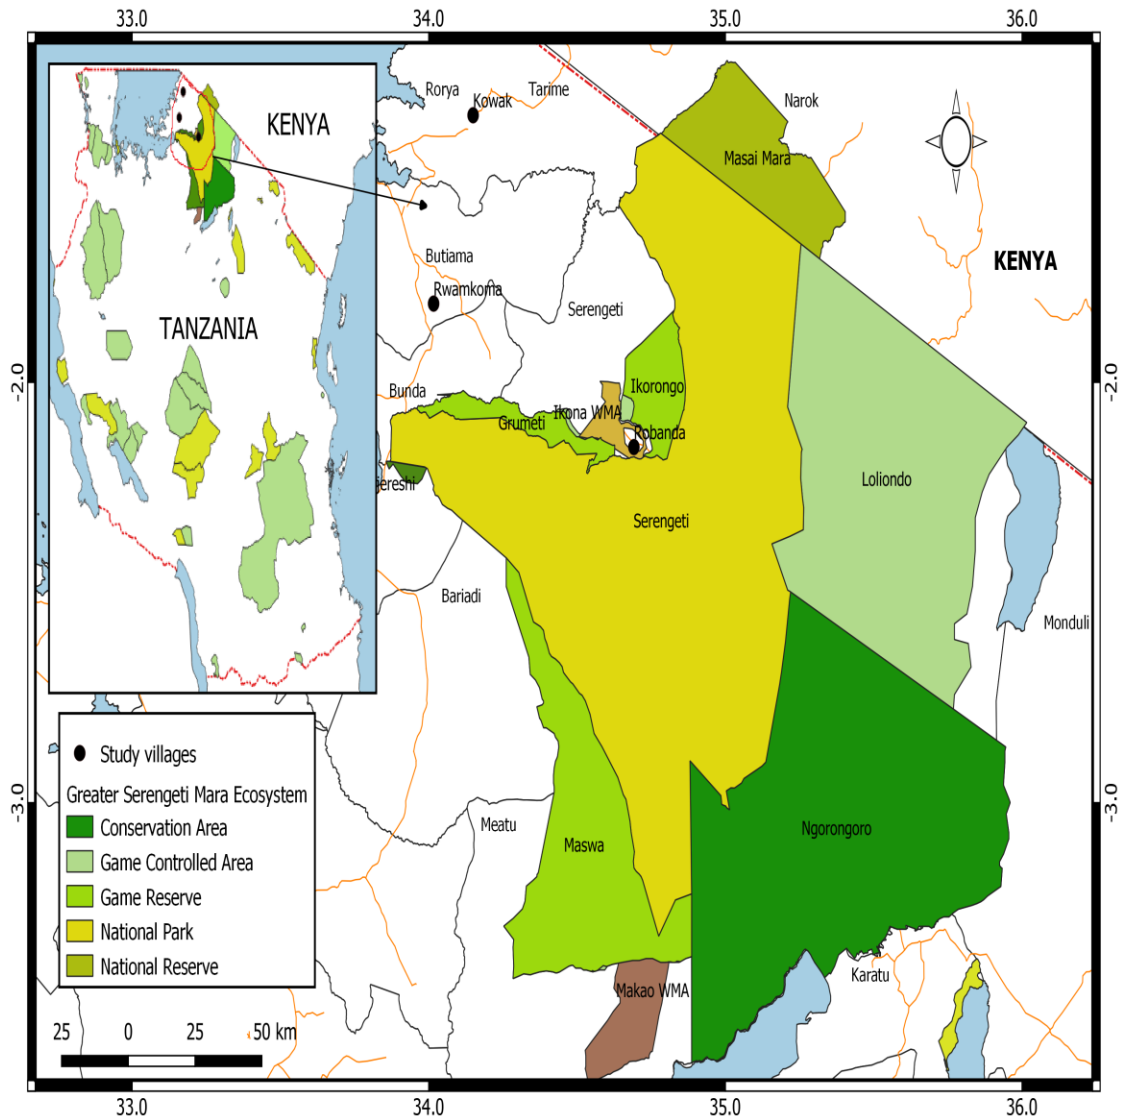 33.0 34.0 35.0 36.0
Rorya
Tarime
Kowak
Narok
KENYA
Masai Mara
KENYA
Butiama
Rwamkoma
Serengeti
TANZANIA
-2.0 -2.0
Bunda
Ikorongo
Ikona WMA
Grumeti
Robanda
Loliondo
ereshi
Serengeti
Bariadi
Monduli
Study villages
Greater Serengeti Mara Ecosystem
Conservation Area
Game Controlled Area
Game Reserve
National Park
National Reserve
-3.0 -3.0
Meatu
Maswa
Ngorongoro
Karatu
Makao WMA
25 0 25 50 km
33.0 34.0 35.0 36.0